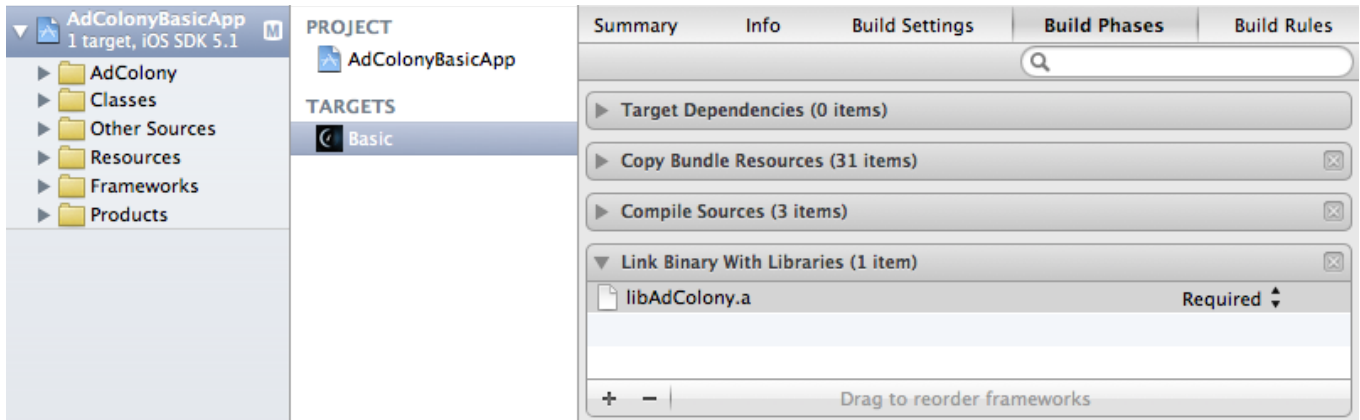 AdColonyBasicApp
1 target, iOS SDK 5.1
M
AdColony
Classes
Other Sources
Resources
Frameworks
Products
PROJECT
AdColonyBasicApp
TARGETS
Basic
Summary Info Build Settings Build Phases Build Rules
Target Dependencies (0 items)
Copy Bundle Resources (31 items)
Compile Sources (3 items)
Link Binary With Libraries (1 item)
libAdColony.a Required
Drag to reorder frameworks